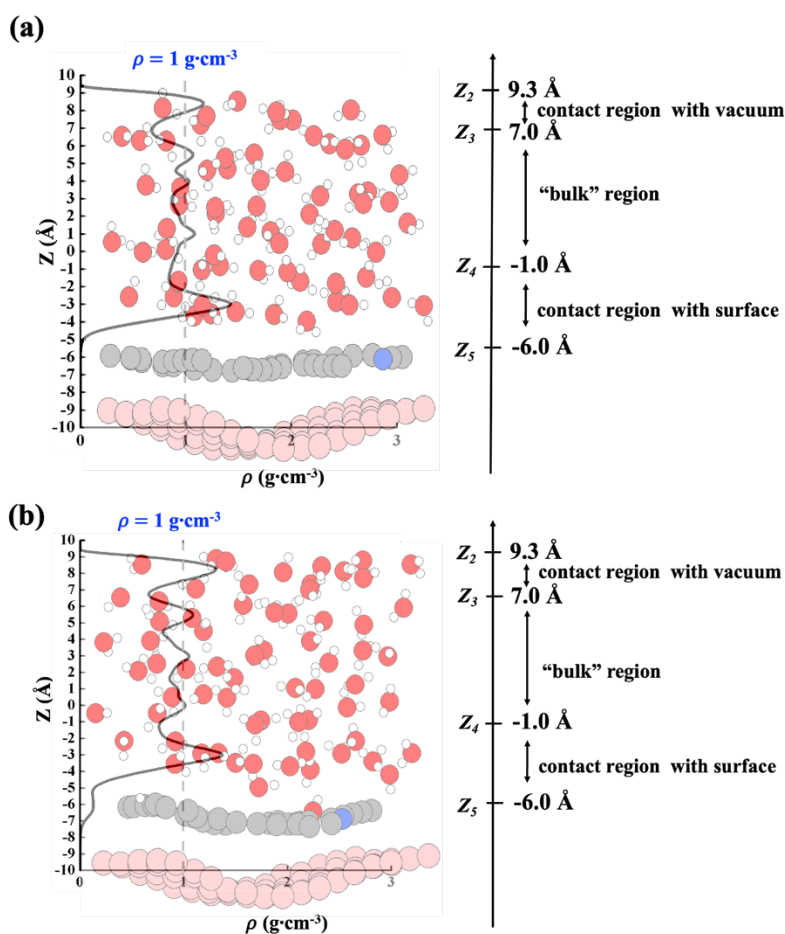 (a)
ρ = 1 g·cm-3
10
9
8
7
6
5
4
3
2
1
0
-1
-2
-3
-4
-5
-6
-7
-8
-9
-10
Z (Å)
0 1 2 3
ρ (g·cm-3)
Z2 9.3 Å
contact region with vacuum
Z3 7.0 Å
“bulk” region
Z4 -1.0 Å
contact region with surface
Z5 -6.0 Å
(b)
ρ = 1 g·cm-3
10
9
8
7
6
5
4
3
2
1
0
-1
-2
-3
-4
-5
-6
-7
-8
-9
-10
Z (Å)
0 1 2 3
ρ (g·cm-3)
Z2 9.3 Å
contact region with vacuum
Z3 7.0 Å
“bulk” region
Z4 -1.0 Å
contact region with surface
Z5 -6.0 Å